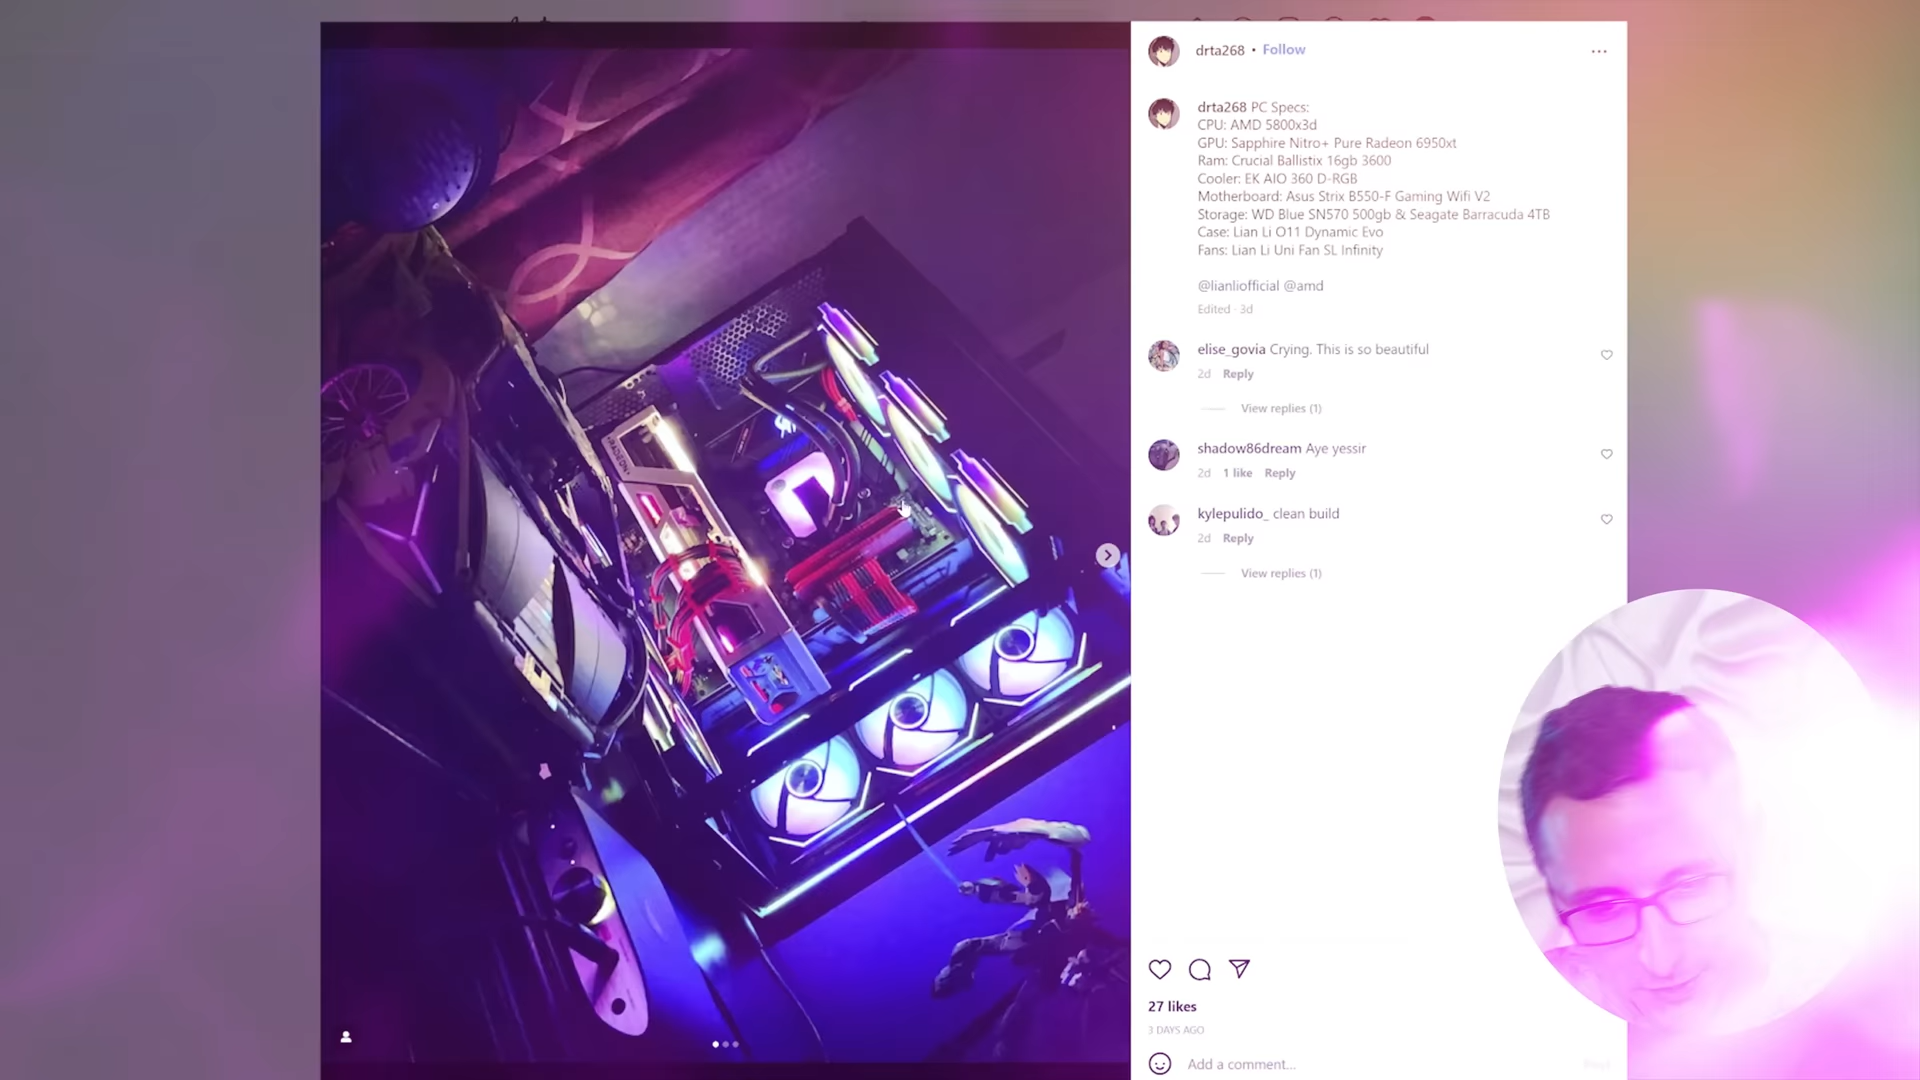 drta268 • Follow
drta268 PC Specs:
CPU: AMD 5800x3d
GPU: Sapphire Nitro+ Pure Radeon 6950xt
Ram: Crucial Ballistix 16gb 3600
Cooler: EK AIO 360 D-RGB
Motherboard: Asus Strix B550-F Gaming Wifi V2
Storage: WD Blue SN570 500gb & Seagate Barracuda 4TB
Case: Lian Li O11 Dynamic Evo
Fans: Lian Li Uni Fan SL Infinity
@lianliofficial @amd
Edited · 3d
elise_govia Crying. This is so beautiful
2d Reply
View replies (1)
shadow86dream Aye yessir
2d 1 like Reply
kylepulido_ clean build
2d Reply
View replies (1)
27 likes
3 DAYS AGO
Add a comment...
RADEON